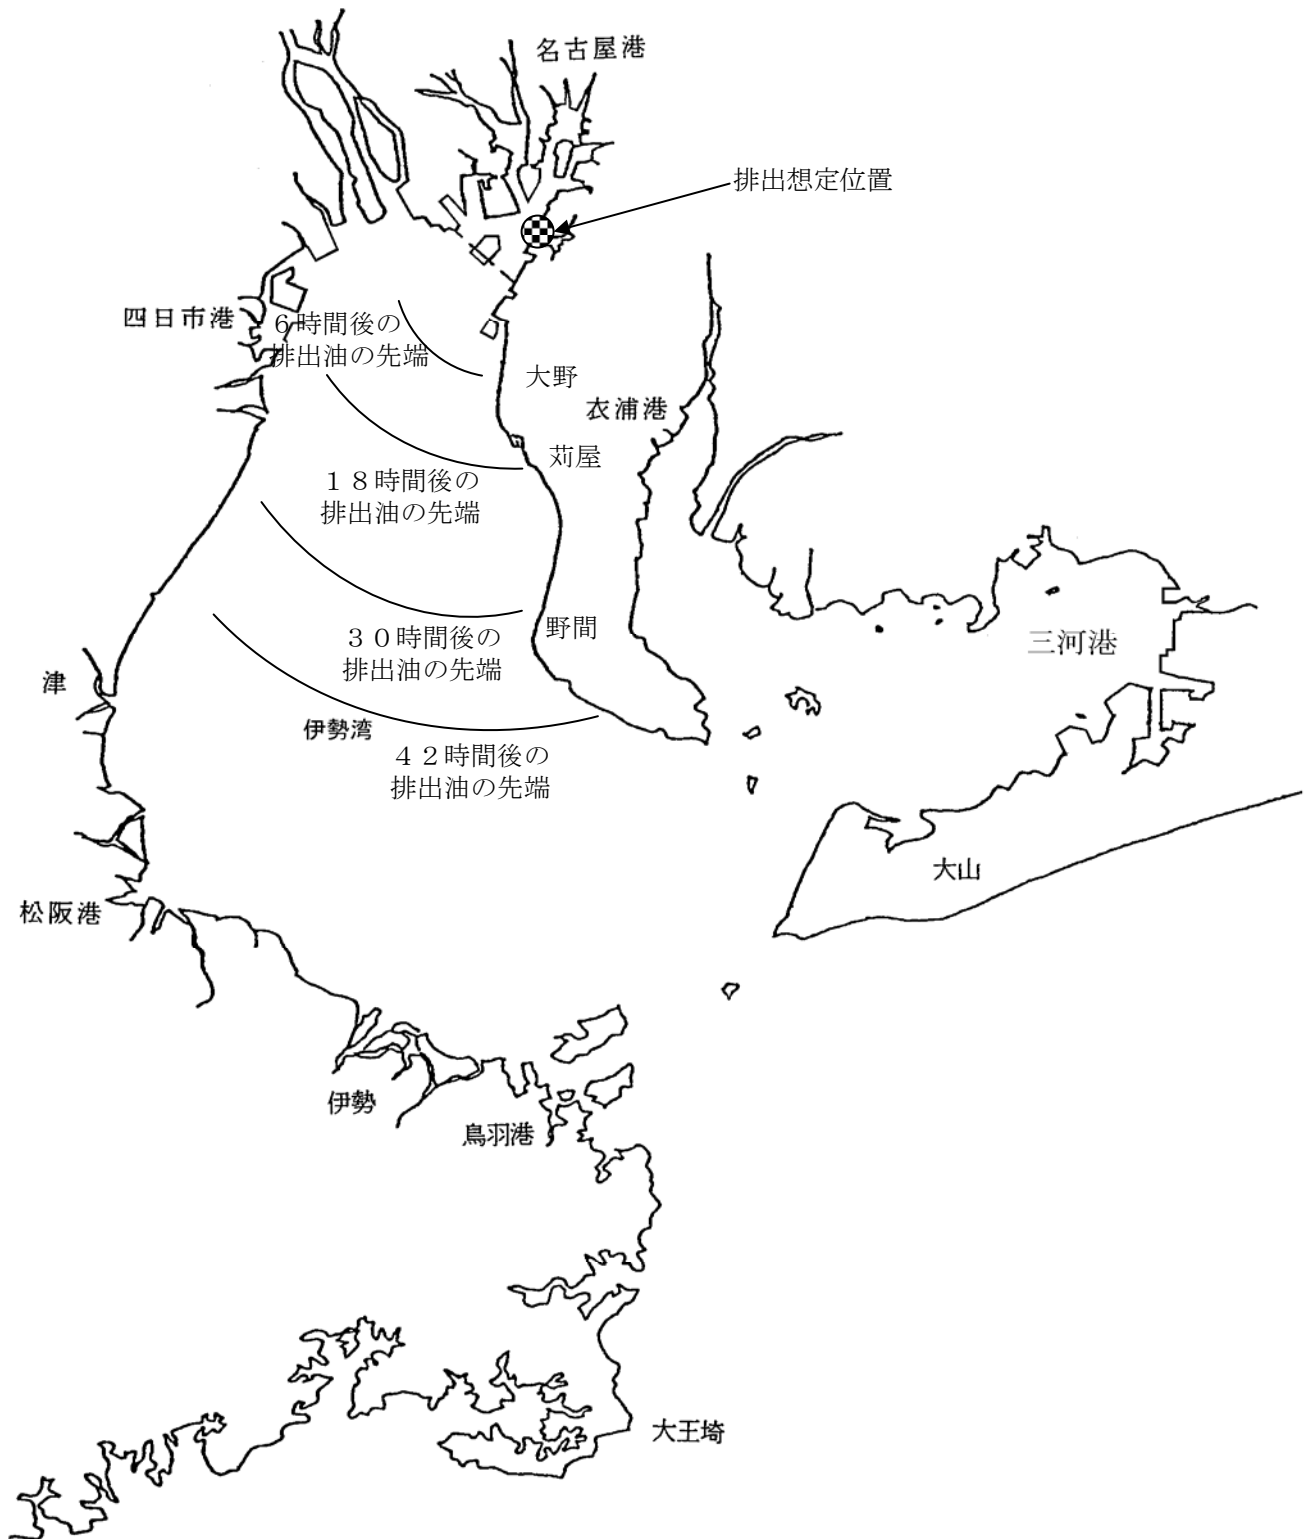 名古屋港
排出想定位置
四日市港
６時間後の
排出油の先端
大野
衣浦港
苅屋
１８時間後の
排出油の先端
野間
３０時間後の
排出油の先端
三河港
津
伊勢湾
４２時間後の
排出油の先端
大山
松阪港
伊勢
鳥羽港
大王埼